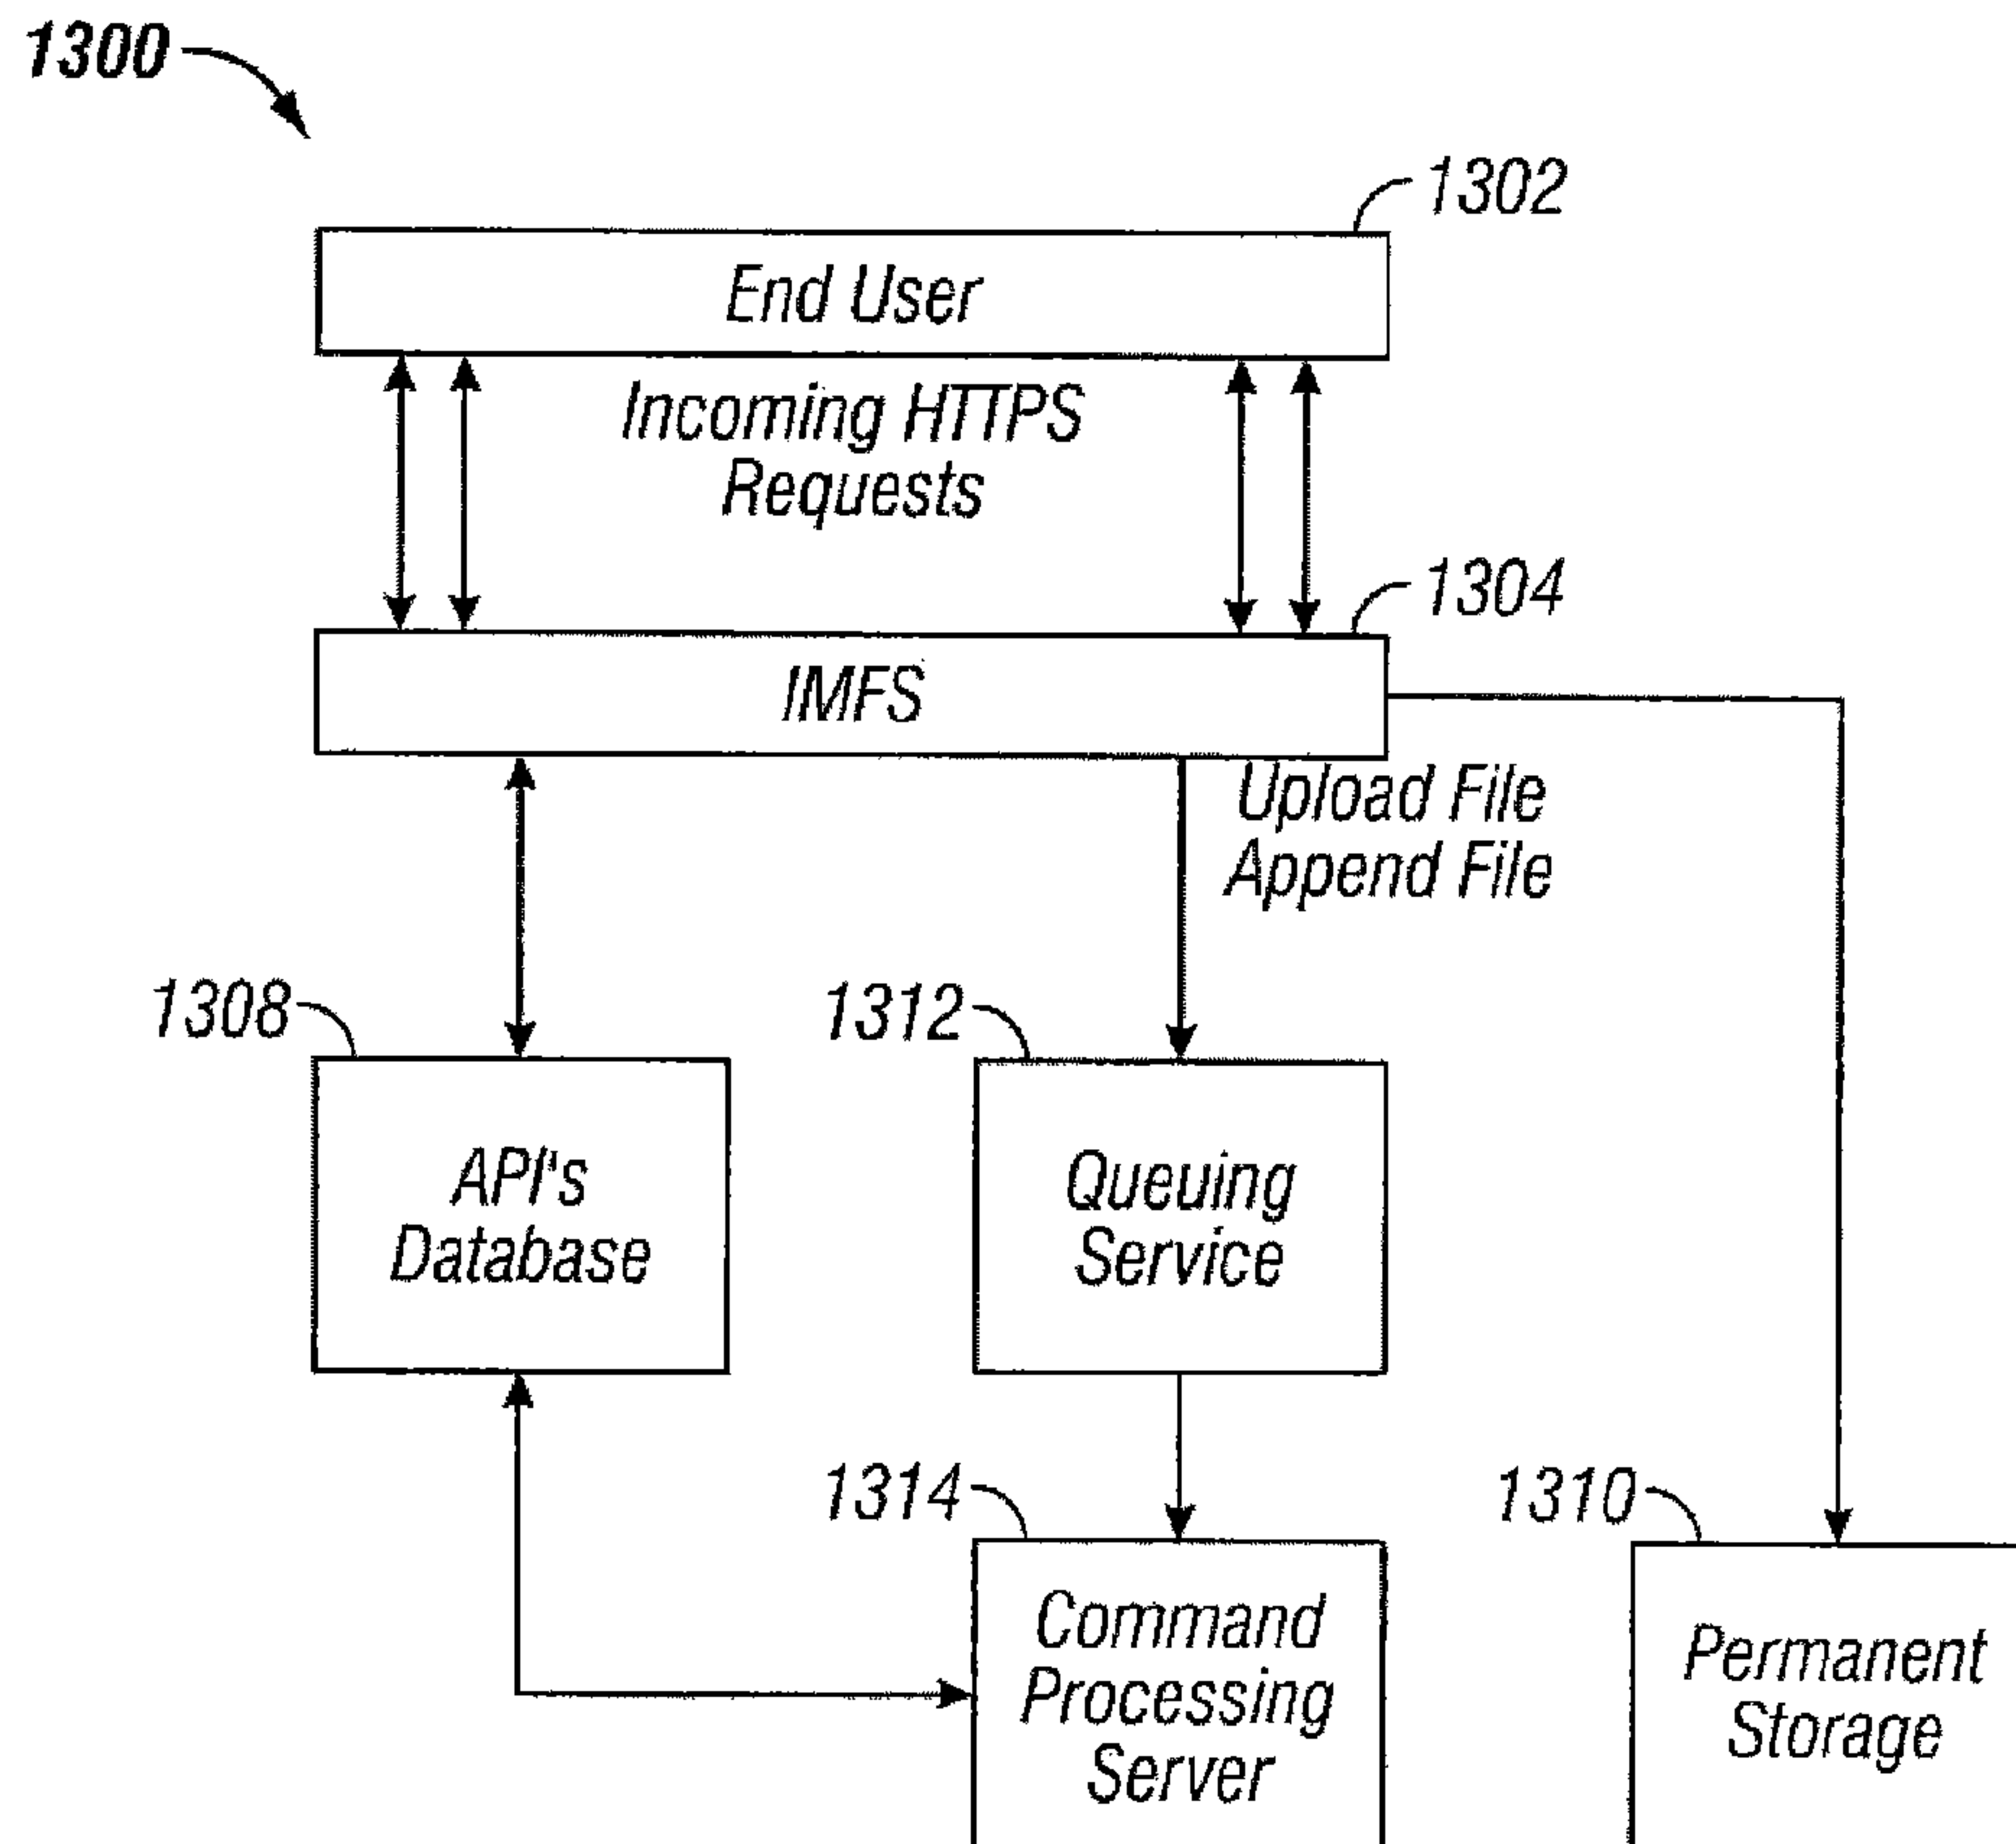 1300
1302
End User
Incoming HTTPS
Requests
1304
IMFS
Upload File
Append File
1308
1312
API's
Database
Queuing
Service
1314
1310
Command
Processing
Server
Permanent
Storage